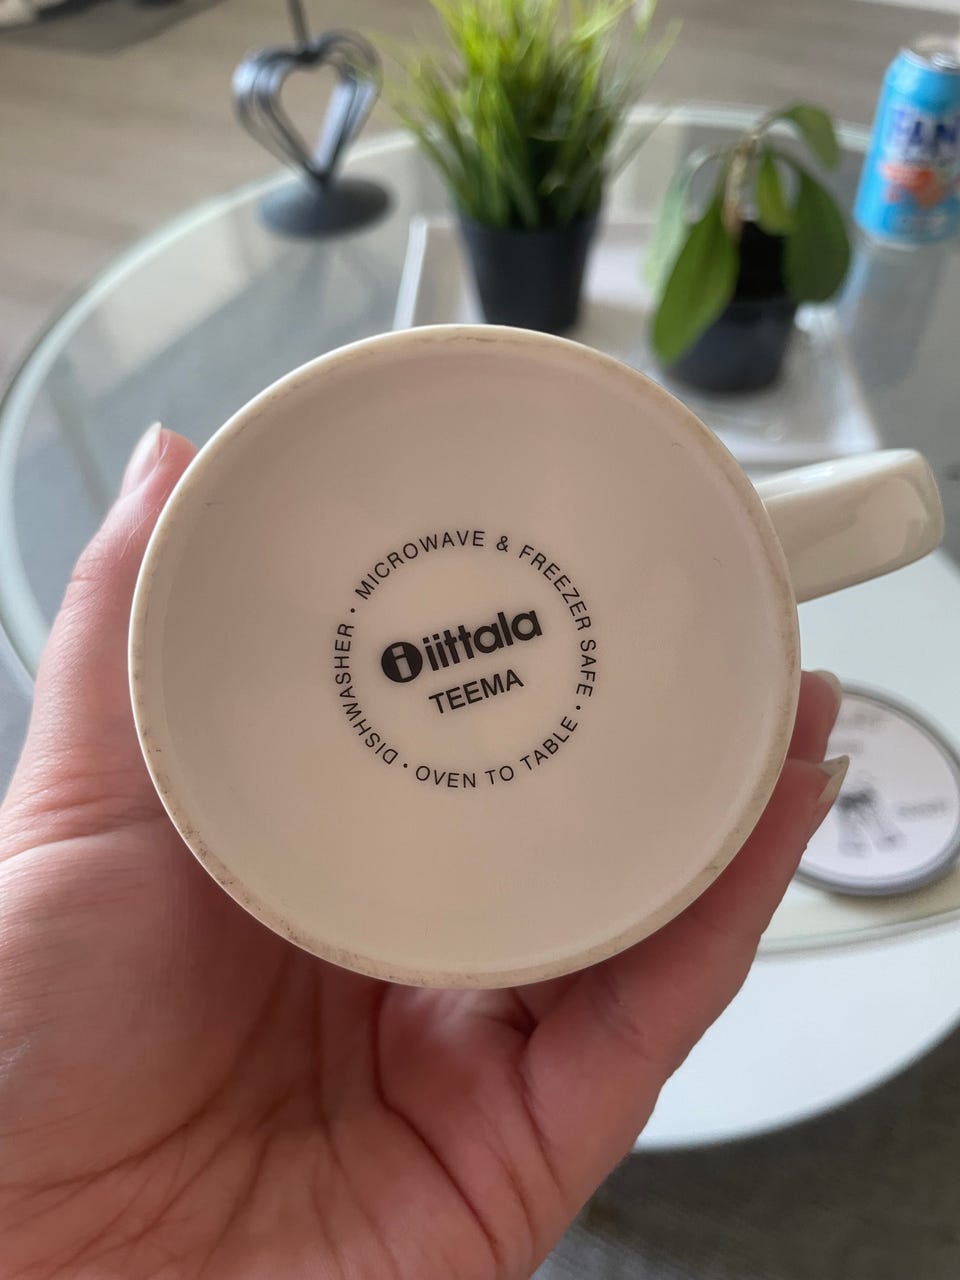 MICROWAVE & FREEZER SAFE • OVEN TO TABLE • DISHWASHER •
iittala
TEEMA